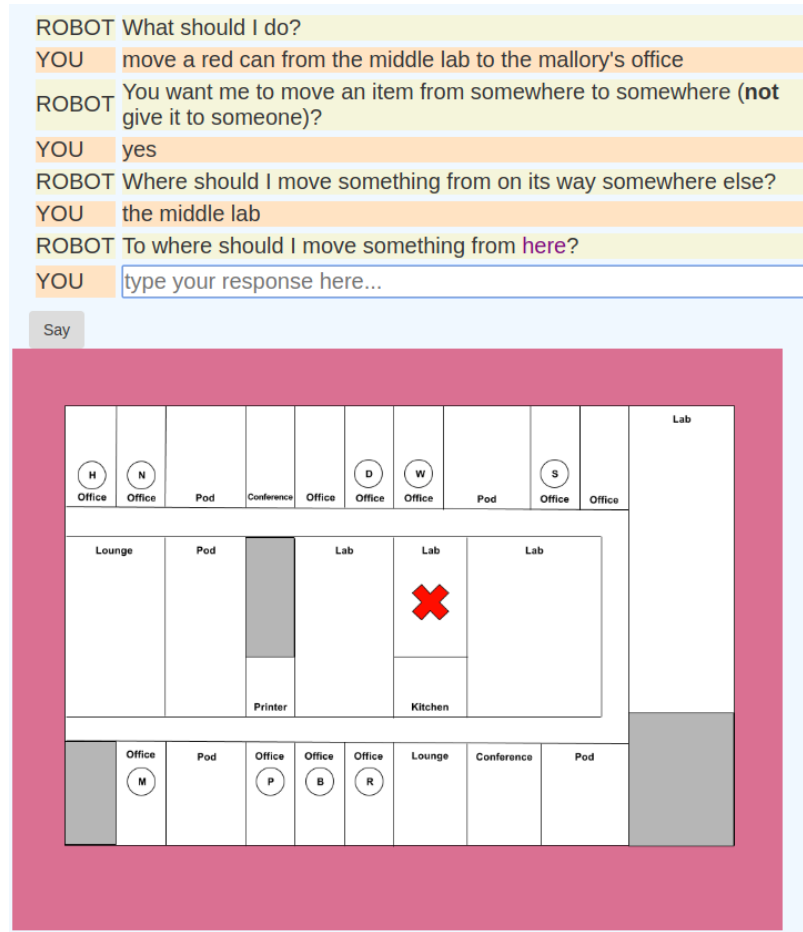 ROBOT What should I do?
YOU move a red can from the middle lab to the mallory's office
ROBOT You want me to move an item from somewhere to somewhere (not
give it to someone)?
YOU yes
ROBOT Where should I move something from on its way somewhere else?
YOU the middle lab
ROBOT To where should I move something from here?
YOU type your response here...
Say
Lab
H N D W S
Office Office Pod Conference Office Office Office Pod Office Office
Lounge Pod Lab Lab Lab
Printer Kitchen
Office Pod Office Office Office Lounge Conference Pod
M P B R